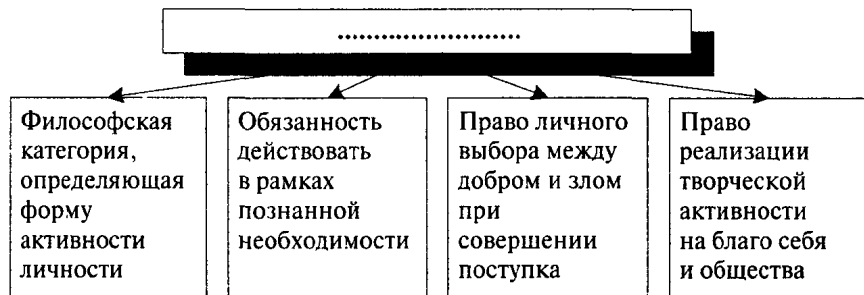 ........................
Философская
категория,
определяющая
форму
активности
личности
Обязанность
действовать
в рамках
познанной
необходимости
Право личного
выбора между
добром и злом
при
совершении
поступка
Право
реализации
творческой
активности
на благо себя
и общества